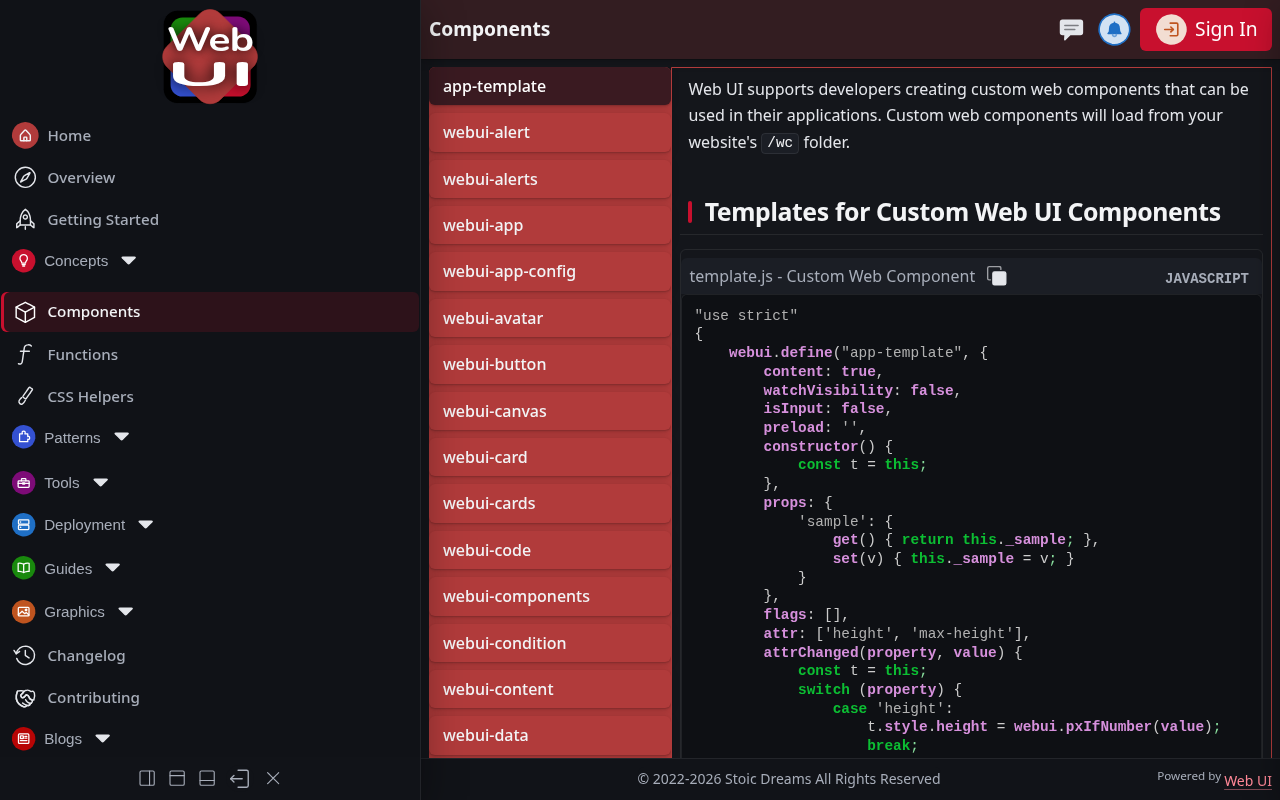 Web
UI
Home
Overview
Getting Started
Concepts
Components
Functions
CSS Helpers
Patterns
Tools
Deployment
Guides
Graphics
Changelog
Contributing
Blogs
Components
Sign In
app-template
webui-alert
webui-alerts
webui-app
webui-app-config
webui-avatar
webui-button
webui-canvas
webui-card
webui-cards
webui-code
webui-components
webui-condition
webui-content
webui-data
Web UI supports developers creating custom web components that can be
used in their applications. Custom web components will load from your
website's /wc folder.
Templates for Custom Web UI Components
template.js - Custom Web Component
JAVASCRIPT
"use strict"
{
    webui.define("app-template", {
        content: true,
        watchVisibility: false,
        isInput: false,
        preload: '',
        constructor() {
            const t = this;
        },
        props: {
            'sample': {
                get() { return this._sample; },
                set(v) { this._sample = v; }
            }
        },
        flags: [],
        attr: ['height', 'max-height'],
        attrChanged(property, value) {
            const t = this;
            switch (property) {
                case 'height':
                    t.style.height = webui.pxIfNumber(value);
                    break;
© 2022-2026 Stoic Dreams All Rights Reserved
Powered by Web UI